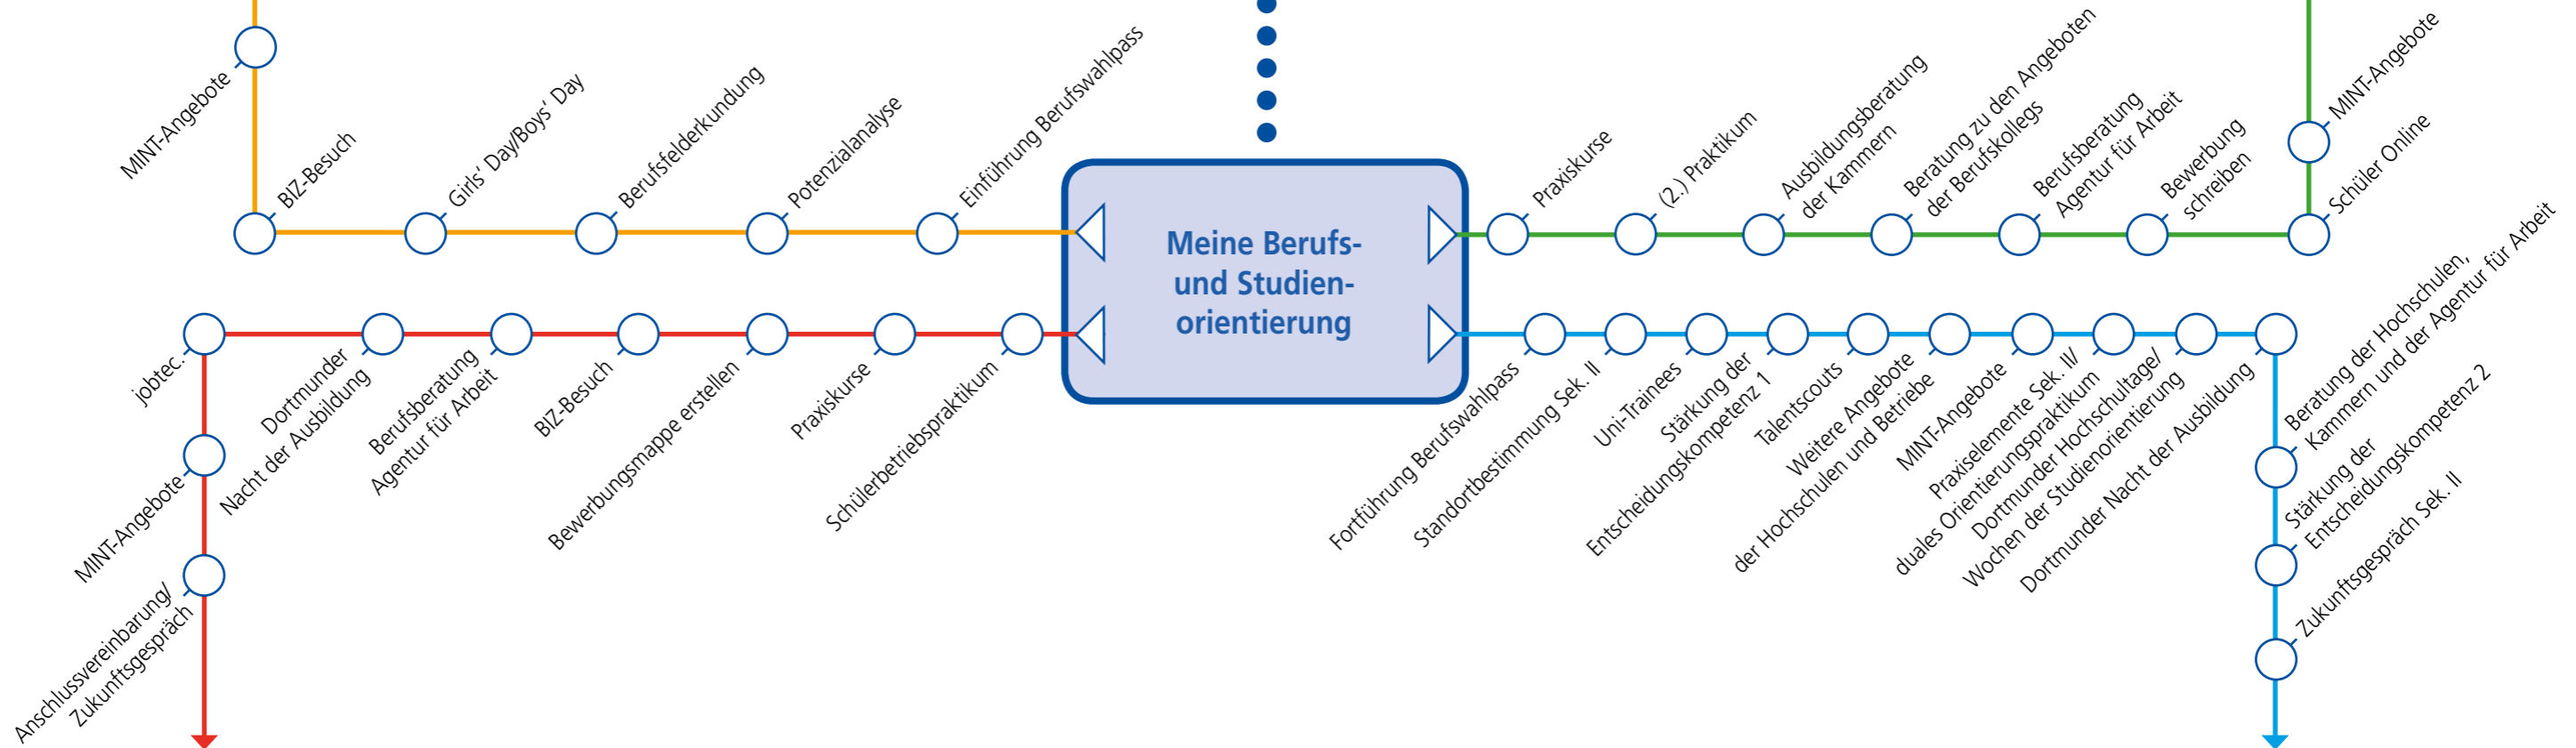 MINT-Angebote
BIZ-Besuch
Girls’ Day/Boys’ Day
Berufsfelderkundung
Potenzialanalyse
Einführung Berufswahlpass
Meine Berufs-
und Studien-
orientierung
Praxiskurse
(2.) Praktikum
Ausbildungsberatung
der Kammern
Beratung zu den Angeboten
der Berufskollegs
Berufsberatung
Agentur für Arbeit
Bewerbung
schreiben
MINT-Angebote
Schüler Online
jobtec.
Dortmunder
Nacht der Ausbildung
Berufsberatung
Agentur für Arbeit
BIZ-Besuch
Bewerbungsmappe erstellen
Praxiskurse
Schülerbetriebspraktikum
MINT-Angebote
Anschlussvereinbarung/
Zukunftsgespräch
Fortführung Berufswahlpass
Standortbestimmung Sek. II
Uni-Trainees
Stärkung der
Entscheidungskompetenz 1
Talentscouts
Weitere Angebote
der Hochschulen und Betriebe
MINT-Angebote
Praxiselemente Sek. II/
duales Orientierungspraktikum
Dortmunder Hochschultage/
Wochen der Studienorientierung
Dortmunder Nacht der Ausbildung
Beratung der Hochschulen,
Kammern und der Agentur für Arbeit
Stärkung der
Entscheidungskompetenz 2
Zukunftsgespräch Sek. II